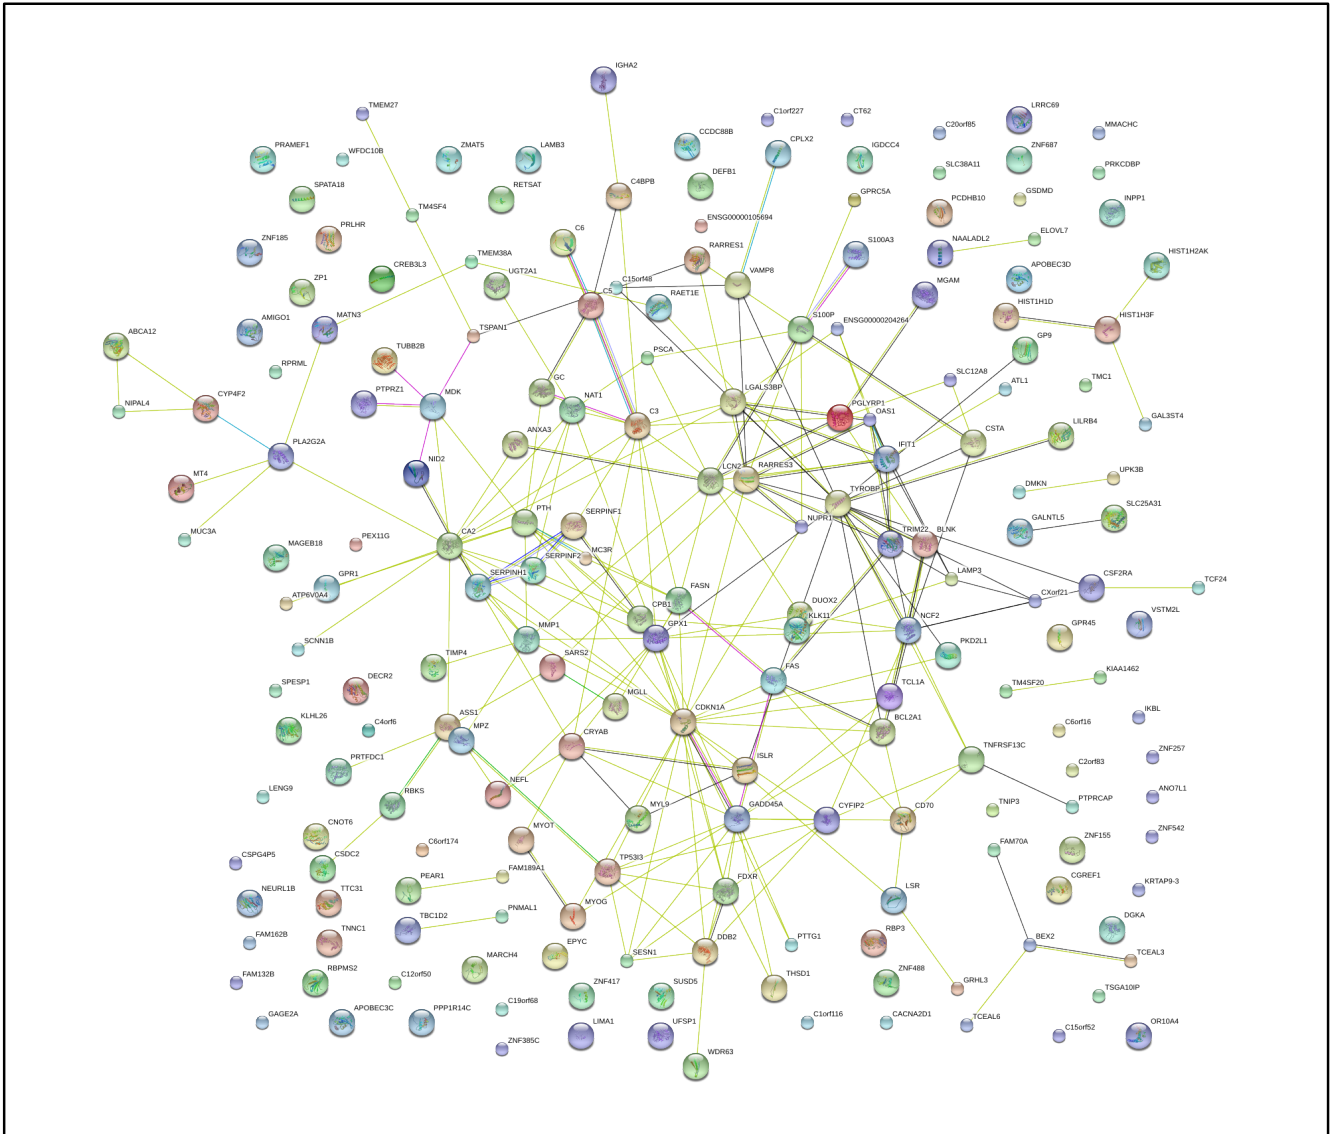 IGHA2
TMEM27
C1orf227
CT62
LRRC69
C20orf85
MMACHC
CCDC88B
CPLX2
PRAMEF1
WFDC10B
ZMAT5
LAMB3
IGDCC4
ZNF687
SLC38A11
PRKCDBP
DEFB1
SPATA18
RETSAT
C4BPB
GPRC5A
GSDMD
PCDHB10
INPP1
TM4SF4
ENSG00000105694
PRLHR
ZNF185
C6
S100A3
NAALADL2
ELOVL7
HIST1H2AK
RARRES1
TMEM38A
CREB3L3
UGT2A1
C15orf48
VAMP8
APOBEC3D
ZP1
C5
RAET1E
MGAM
HIST1H1D
HIST1H3F
AMIGO1
MATN3
S100P
ENSG00000204264
ABCA12
TSPAN1
GP9
TUBB2B
PSCA
RPRML
GC
SLC12A8
ATL1
TMC1
CYP4F2
PTPRZ1
MDK
NAT1
LGALS3BP
NIPAL4
C3
PGLYRP1
OAS1
GAL3ST4
ANXA3
CSTA
LILRB4
PLA2G2A
IFIT1
NID2
LCN2
RARRES3
UPK3B
MT4
DMKN
TYROBP
SLC25A31
PTH
SERPINF1
NUPR1
GALNTL5
MUC3A
CA2
TRIM22
BLNK
MAGEB18
PEX11G
MC3R
SERPINF2
GPR1
SERPINH1
LAMP3
CSF2RA
TCF24
ATP6V0A4
FASN
CXorf21
CPB1
DUOX2
VSTM2L
SCNN1B
MMP1
GPX1
KLK11
NCF2
GPR45
PKD2L1
TIMP4
SARS2
KIAA1462
SPESP1
DECR2
FAS
TM4SF20
TCL1A
MGLL
KLHL26
C4orf6
ASS1
MPZ
CDKN1A
BCL2A1
IKBL
C6orf16
CRYAB
TNFRSF13C
ZNF257
PRTFDC1
ISLR
C2orf83
LENG9
NEFL
RBKS
ANO7L1
PTPRCAP
CNOT6
MYL9
GADD45A
CYFIP2
CD70
TNIP3
MYOT
ZNF542
C6orf174
FAM70A
ZNF155
CSPG4P5
CSDC2
TP53I3
FAM189A1
PEAR1
FDXR
CGREF1
KRTAP9-3
NEURL1B
TTC31
LSR
MYOG
PNMAL1
TBC1D2
DGKA
TNNC1
FAM162B
EPYC
DDB2
PTTG1
RBP3
BEX2
SESN1
TCEAL3
MARCH4
FAM132B
RBPMS2
C12orf50
THSD1
ZNF488
GRHL3
TSGA10IP
ZNF417
SUSD5
C19orf68
GAGE2A
APOBEC3C
PPP1R14C
C1orf116
CACNA2D1
TCEAL6
LIMA1
UFSP1
C15orf52
OR10A4
ZNF385C
WDR63